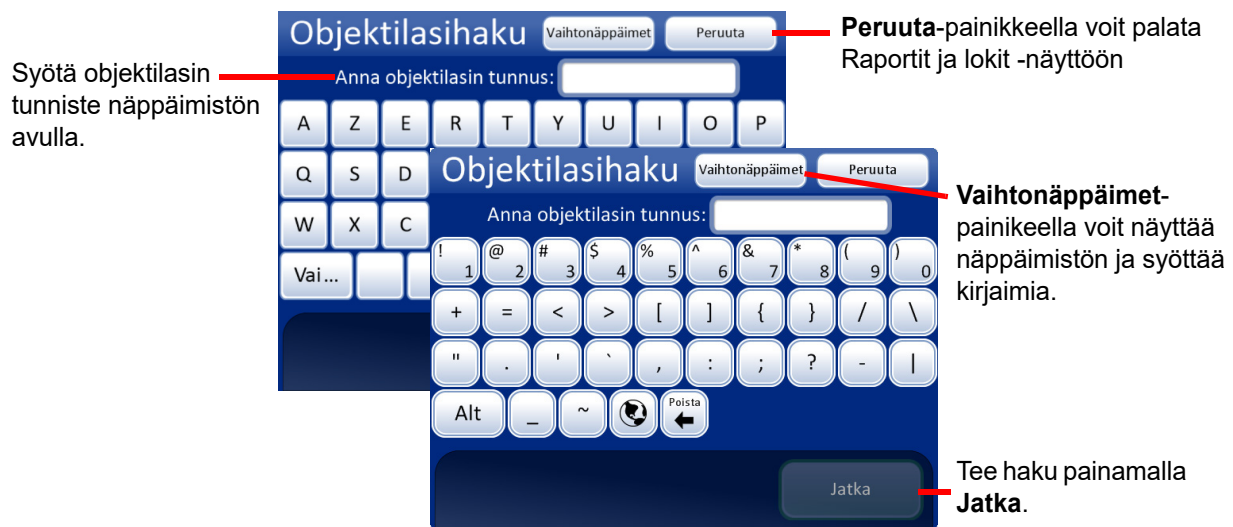 Syötä objektilasin
tunniste näppäimistön
avulla.
Objektilasihaku Vaihtonäppäimet Peruuta
Anna objektilasin tunnus:
A Z E R T Y U I O P
Q S D
W X C
Vai...
Peruuta-painikkeella voit palata
Raportit ja lokit -näyttöön
Objektilasihaku Vaihtonäppäimet Peruuta
Anna objektilasin tunnus:
! 1 @ 2 # 3 $ 4 % 5 ^ 6 & 7 * 8 ( 9 ) 0
+ = < > [ ] { } / \
" . ' ` , : ; ? - |
Alt _ ~ Poista
Jatka
Vaihtonäppäimet-
painikeella voit näyttää
näppäimistön ja syöttää
kirjaimia.
Tee haku painamalla
Jatka.